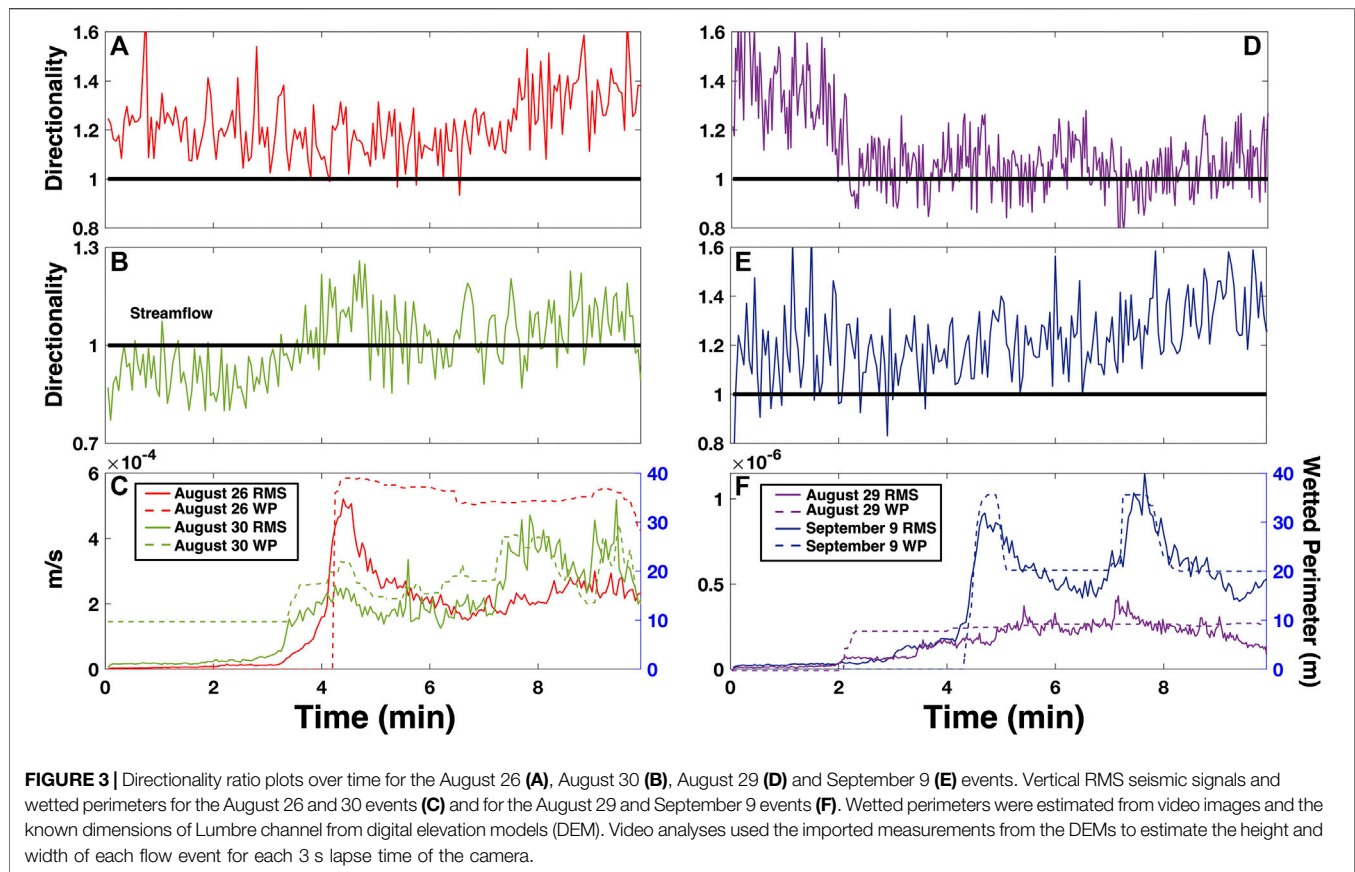 A
Directionality
1.6
1.4
1.2
1
0.8
D
1.6
1.4
1.2
1
0.8
B
Directionality
1.3
1
0.7
Streamflow
E
Directionality
1.6
1.4
1.2
1
0.8
C
×10⁻⁴
m/s
6
4
2
0
August 26 RMS
August 26 WP
August 30 RMS
August 30 WP
40
30
20
10
0
0 2 4 6 8
Time (min)
F
×10⁻⁶
1
0.5
0
August 29 RMS
August 29 WP
September 9 RMS
September 9 WP
40
30
20
10
0
Wetted Perimeter (m)
0 2 4 6 8
Time (min)
FIGURE 3 | Directionality ratio plots over time for the August 26 (A), August 30 (B), August 29 (D) and September 9 (E) events. Vertical RMS seismic signals and
wetted perimeters for the August 26 and 30 events (C) and for the August 29 and September 9 events (F). Wetted perimeters were estimated from video images and the
known dimensions of Lumbre channel from digital elevation models (DEM). Video analyses used the imported measurements from the DEMs to estimate the height and
width of each flow event for each 3 s lapse time of the camera.